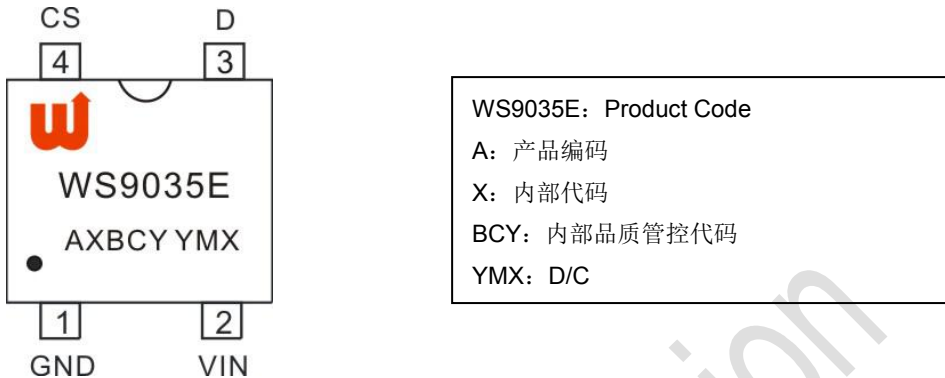 CS D
4 3
WS9035E
AXBCY YMX
1 2
GND VIN
WS9035E：Product Code
A：产品编码
X：内部代码
BCY：内部品质管控代码
YMX：D/C